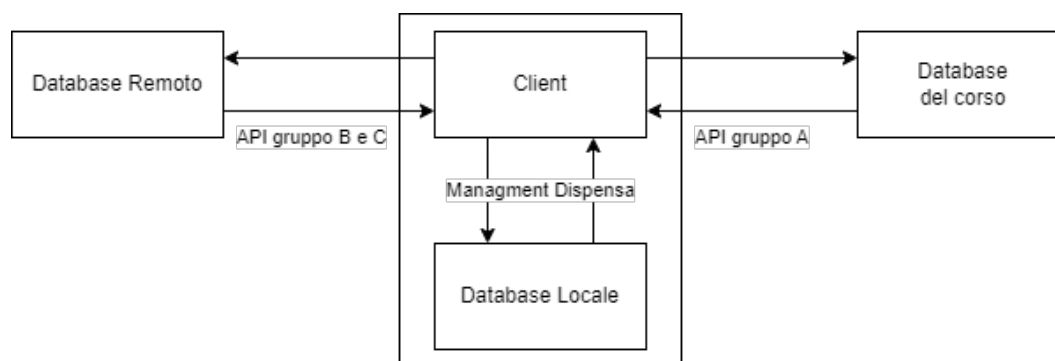 Database Remoto
Client
Database
del corso
API gruppo B e C
API gruppo A
Managment Dispensa
Database Locale